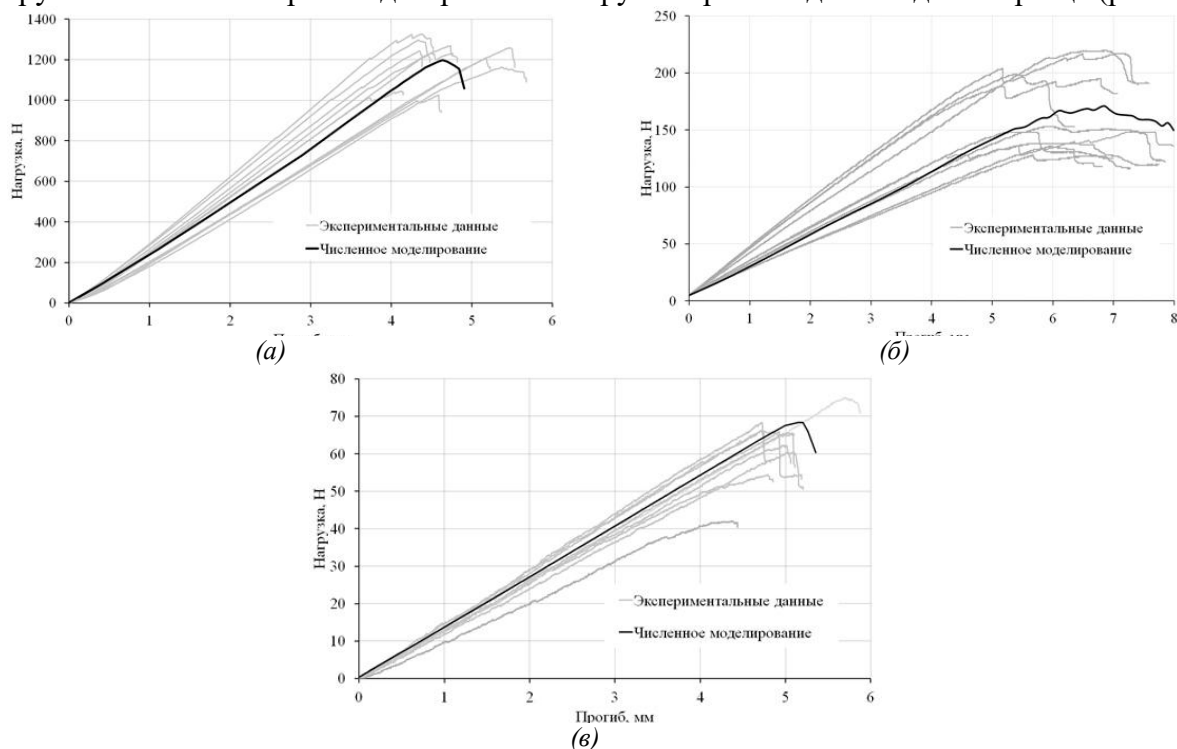 1400
1200
1000
800
600
400
200
0
Нагрузка, Н
Экспериментальные данные
Численное моделирование
0 1 2 3 4 5 6
(а)
250
200
150
100
50
0
Нагрузка, Н
Экспериментальные данные
Численное моделирование
0 1 2 3 4 5 6 7 8
Прогиб, мм
(б)
80
70
60
50
40
30
20
10
0
Нагрузка, Н
Экспериментальные данные
Численное моделирование
0 1 2 3 4 5 6
Прогиб, мм
(в)